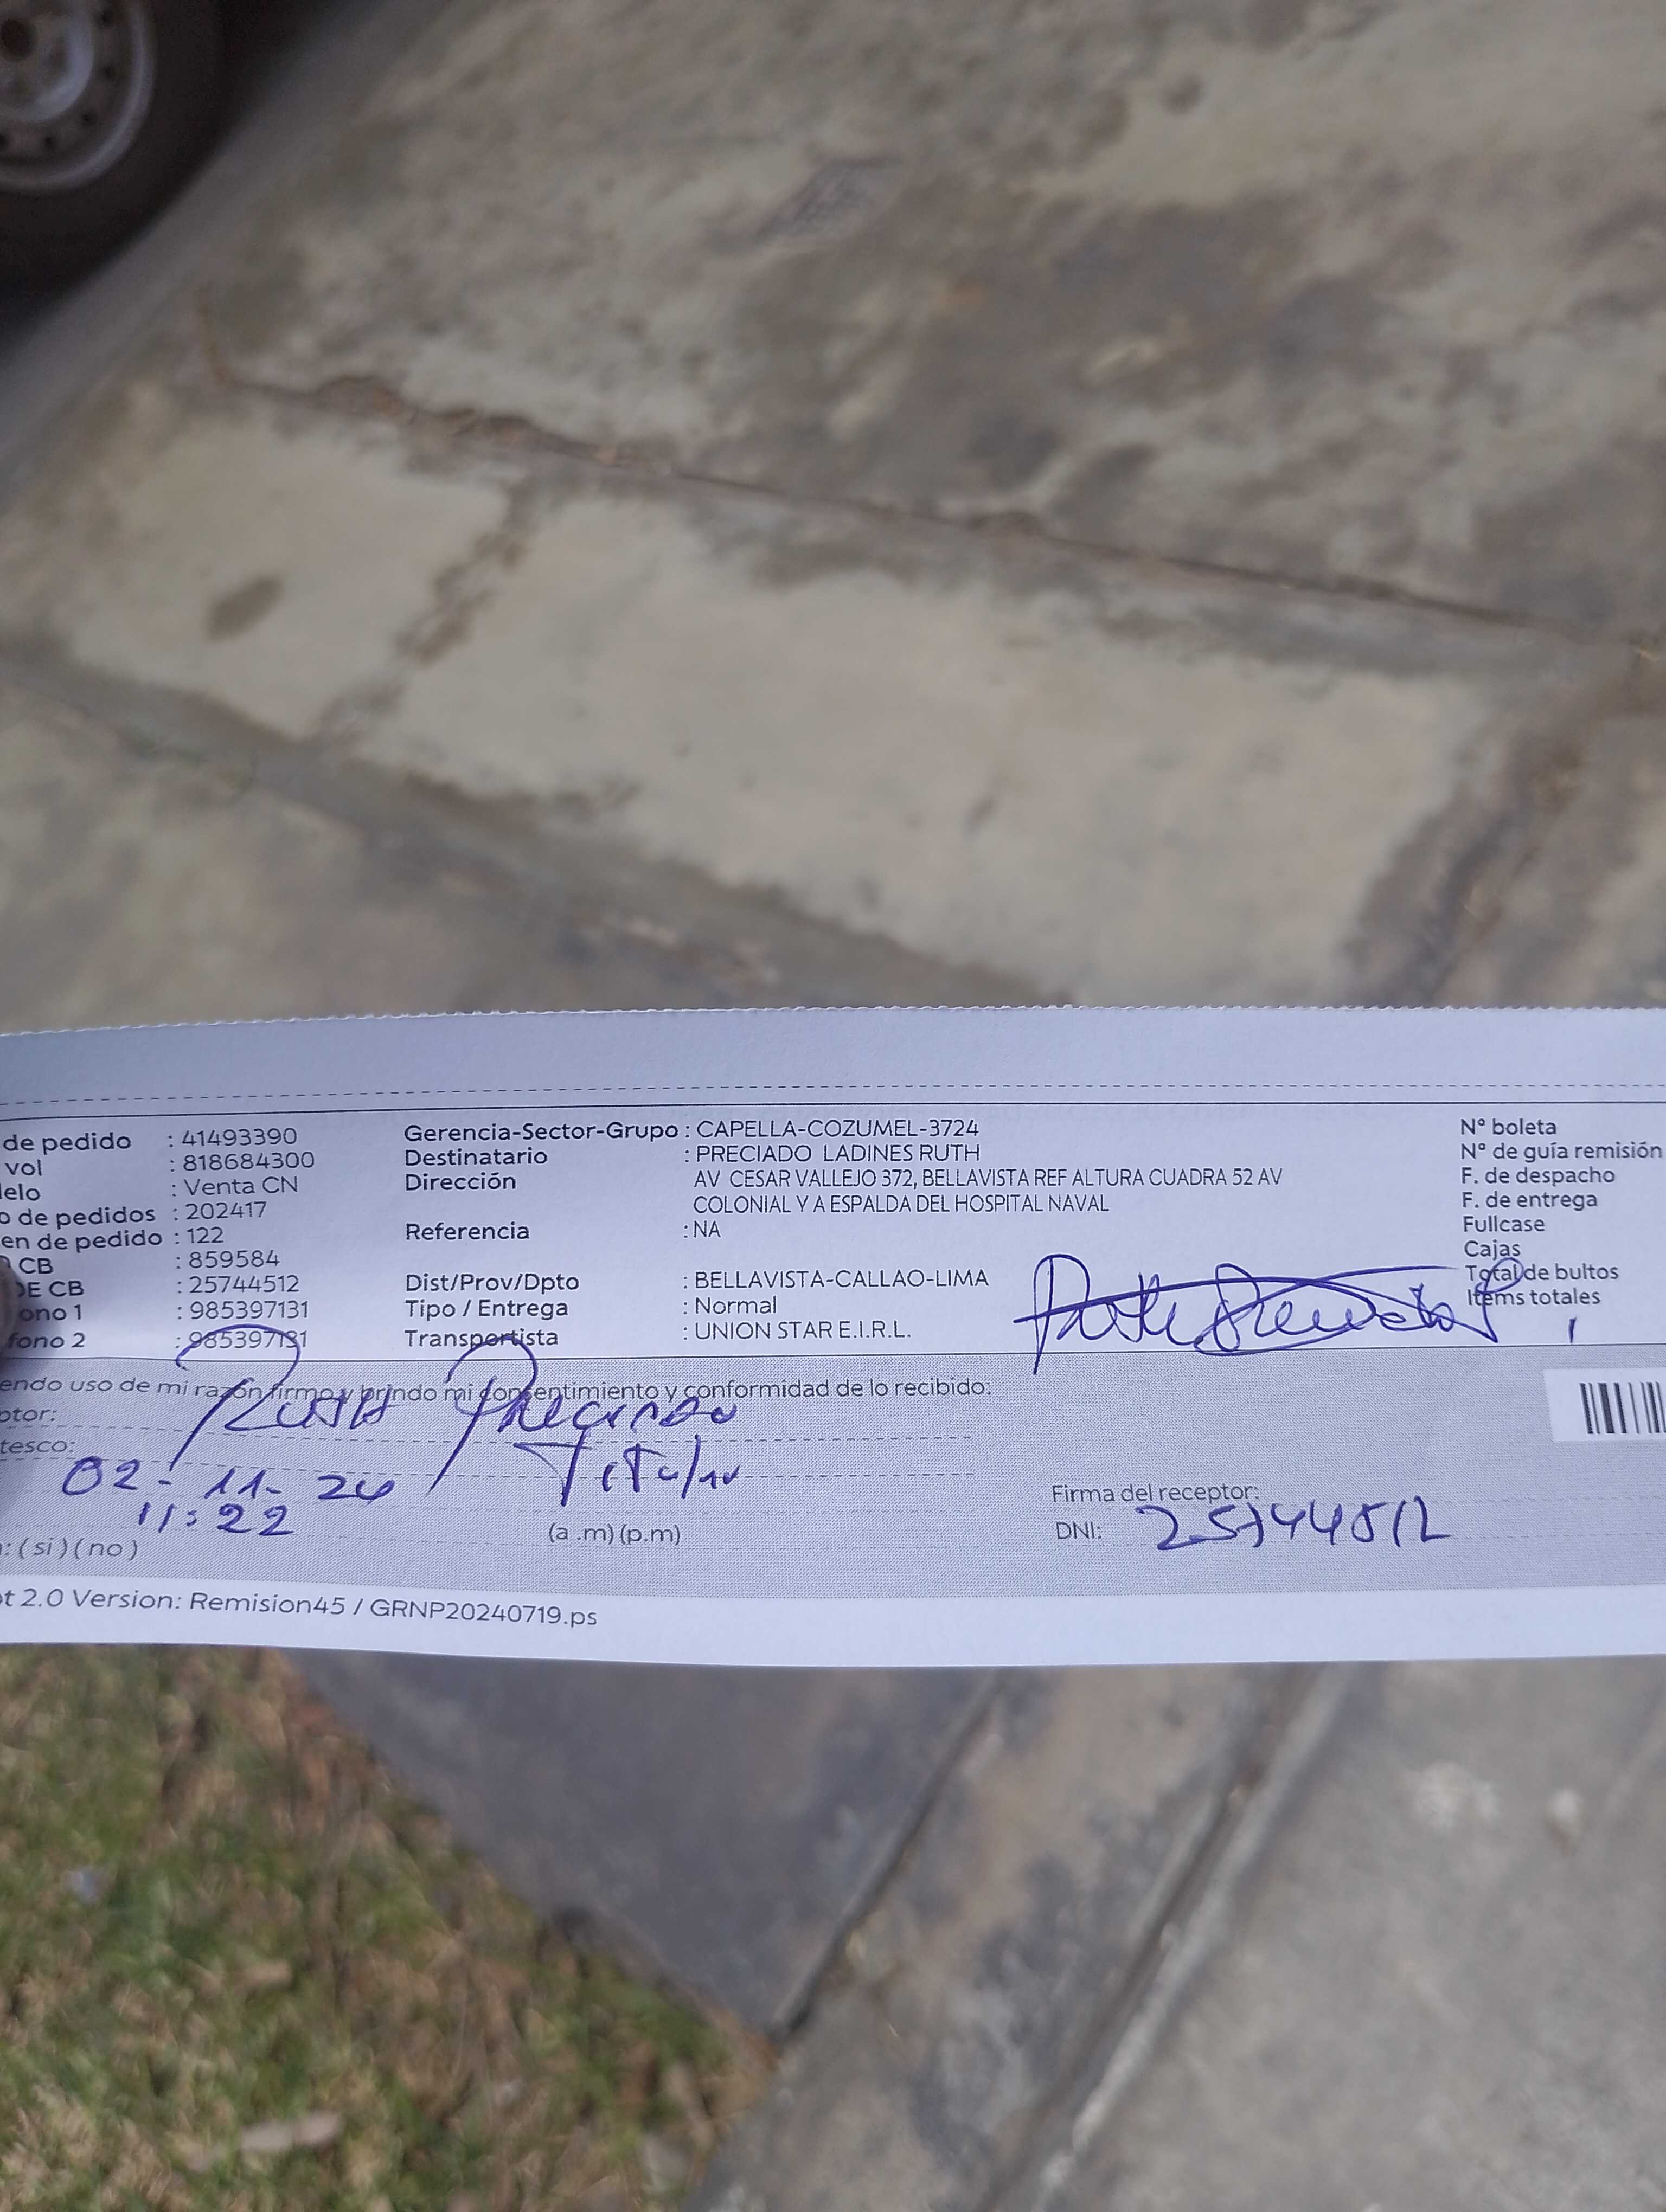 de pedido : 41493390
vol : 818684300
elo : Venta CN
o de pedidos : 202417
en de pedido : 122
CB : 859584
DE CB : 25744512
ono 1 : 985397131
fono 2 : 985397131
Gerencia-Sector-Grupo : CAPELLA-COZUMEL-3724
Destinatario : PRECIADO LADINES RUTH
Dirección AV CESAR VALLEJO 372, BELLAVISTA REF ALTURA CUADRA 52 AV
COLONIAL Y A ESPALDA DEL HOSPITAL NAVAL
Referencia : NA
Dist/Prov/Dpto : BELLAVISTA-CALLAO-LIMA
Tipo / Entrega : Normal
Transportista : UNION STAR E.I.R.L.
N° boleta
N° de guía remisión
F. de despacho
F. de entrega
Fullcase
Cajas
Total de bultos
Items totales
endo uso de mi razón firmo y brindo mi consentimiento y conformidad de lo recibido:
ptor: Ruth Preciado
tesco: Titular
02-11-24
11:22 (a .m) (p.m)
: ( si ) ( no )
Firma del receptor:
DNI: 25744512
t 2.0 Version: Remision45 / GRNP20240719.ps